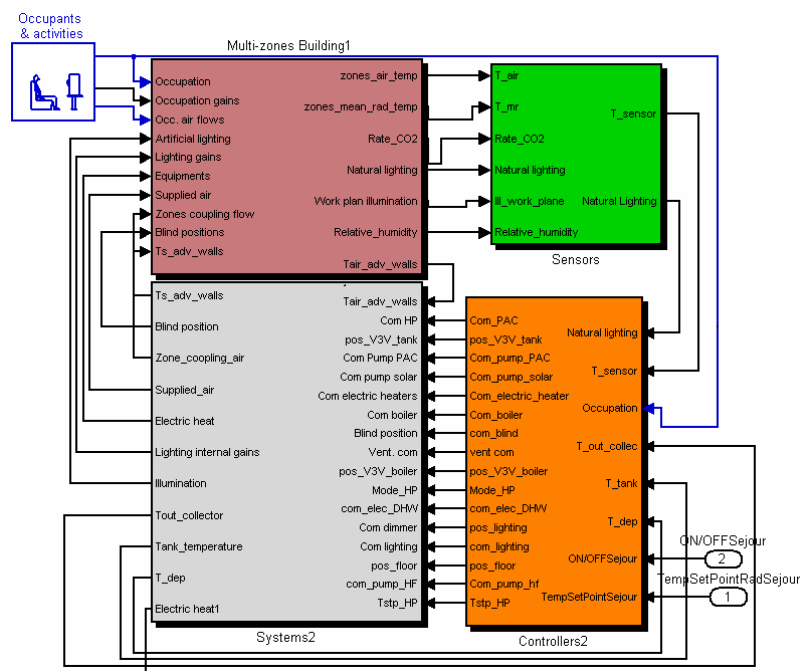 Occupants
& activities
Multi-zones Building1
Occupation
Occupation gains
Occ. air flows
Artificial lighting
Lighting gains
Equipments
Supplied air
Zones coupling flow
Blind positions
Ts_adv_walls
zones_air_temp
zones_mean_rad_temp
Rate_CO2
Natural lighting
Work plan illumination
Relative_humidity
Tair_adv_walls
T_air
T_mr
Rate_CO2
Natural lighting
Ill_work_plane
Relative_humidity
T_sensor
Natural Lighting
Sensors
Ts_adv_walls
Blind position
Zone_coupling_air
Supplied_air
Electric heat
Lighting internal gains
Illumination
Tout_collector
Tank_temperature
T_dep
Electric heat1
Tair_adv_walls
Com HP
pos_V3V_tank
Com Pump PAC
Com pump solar
Com electric heaters
Com boiler
Blind position
Vent. com
pos_V3V_boiler
Mode_HP
com_elec_DHW
Com dimmer
Com lighting
pos_floor
com_pump_HF
Tstp_HP
Systems2
Com_PAC
pos_V3V_tank
Com_pump_PAC
Com_pump_solar
Com_electric_heater
Com_boiler
com_blind
vent com
pos_V3V_boiler
Mode_HP
com_elec_DHW
pos_lighting
com_lighting
pos_floor
Com_pump_hf
Tstp_HP
Natural lighting
T_sensor
Occupation
T_out_collec
T_tank
T_dep
ON/OFFSejour
TempSetPointSejour
Controllers2
ON/OFFSejour
2
TempSetPointRadSejour
1